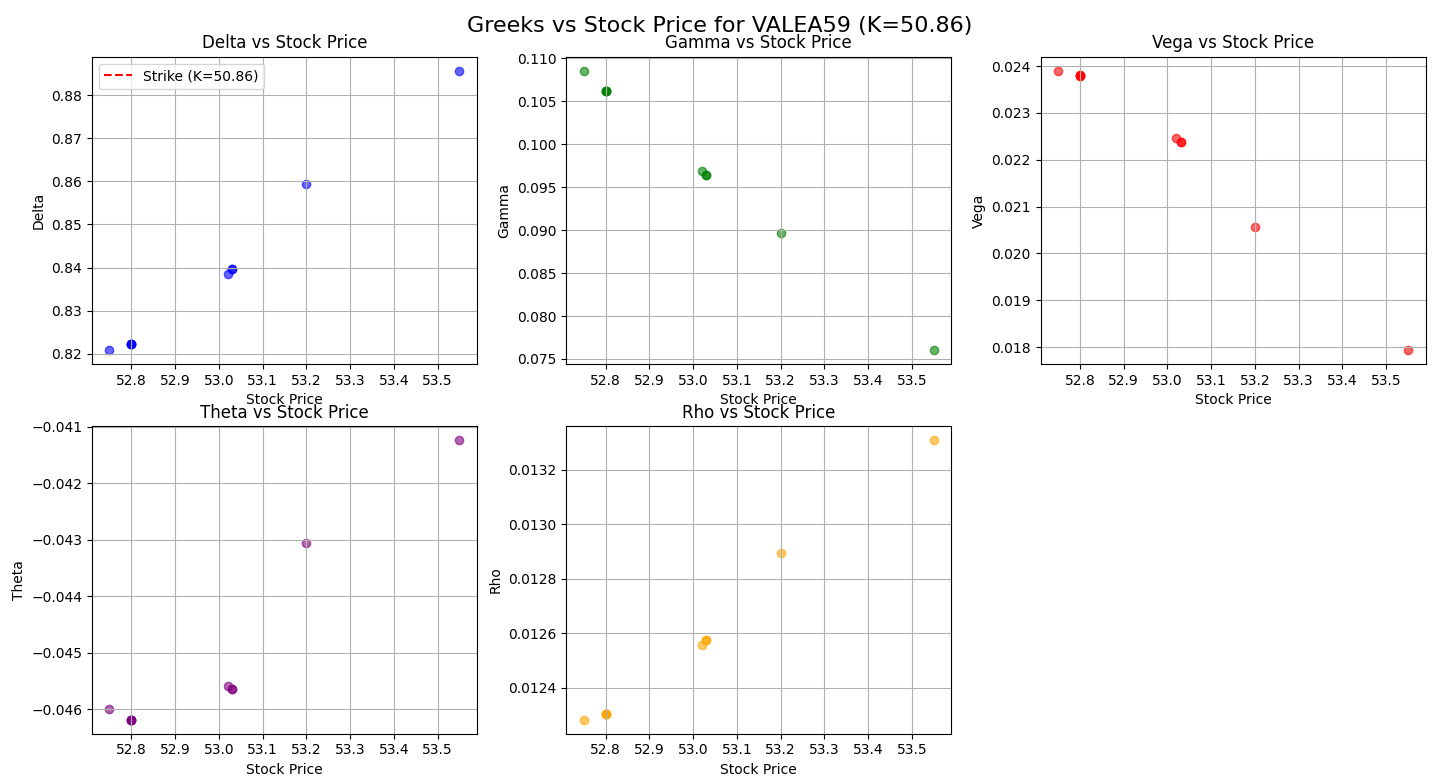 Greeks vs Stock Price for VALEA59 (K=50.86)
Delta vs Stock Price
Strike (K=50.86)
Delta
0.88
0.87
0.86
0.85
0.84
0.83
0.82
52.8 52.9 53.0 53.1 53.2 53.3 53.4 53.5
Stock Price
Gamma vs Stock Price
Gamma
0.110
0.105
0.100
0.095
0.090
0.085
0.080
0.075
52.8 52.9 53.0 53.1 53.2 53.3 53.4 53.5
Stock Price
Vega vs Stock Price
Vega
0.024
0.023
0.022
0.021
0.020
0.019
0.018
52.8 52.9 53.0 53.1 53.2 53.3 53.4 53.5
Stock Price
Theta vs Stock Price
Theta
−0.041
−0.042
−0.043
−0.044
−0.045
−0.046
52.8 52.9 53.0 53.1 53.2 53.3 53.4 53.5
Stock Price
Rho vs Stock Price
Rho
0.0132
0.0130
0.0128
0.0126
0.0124
52.8 52.9 53.0 53.1 53.2 53.3 53.4 53.5
Stock Price